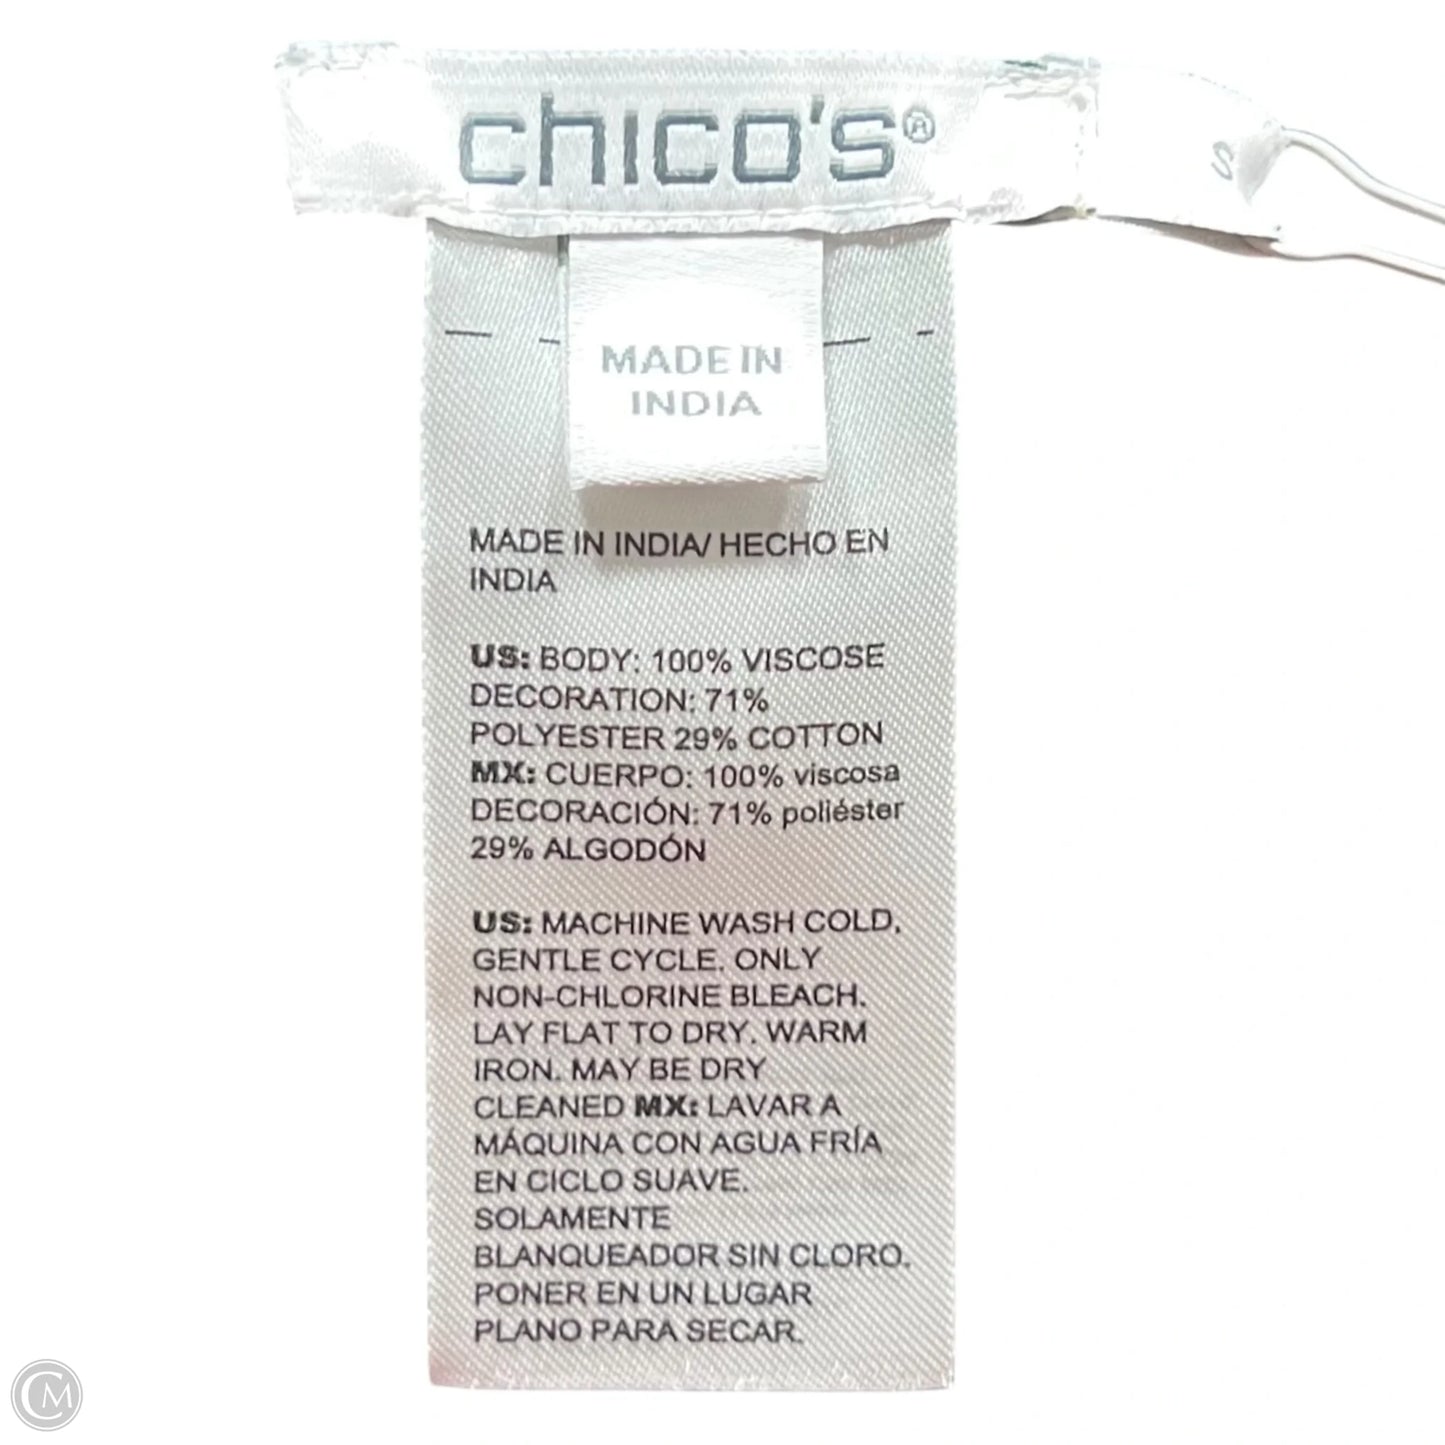 chico's®
S
MADE IN
INDIA
MADE IN INDIA/ HECHO EN
INDIA
US: BODY: 100% VISCOSE
DECORATION: 71%
POLYESTER 29% COTTON
MX: CUERPO: 100% viscosa
DECORACIÓN: 71% poliéster
29% ALGODÓN
US: MACHINE WASH COLD,
GENTLE CYCLE. ONLY
NON-CHLORINE BLEACH.
LAY FLAT TO DRY. WARM
IRON. MAY BE DRY
CLEANED MX: LAVAR A
MÁQUINA CON AGUA FRÍA
EN CICLO SUAVE.
SOLAMENTE
BLANQUEADOR SIN CLORO.
PONER EN UN LUGAR
PLANO PARA SECAR.
CM